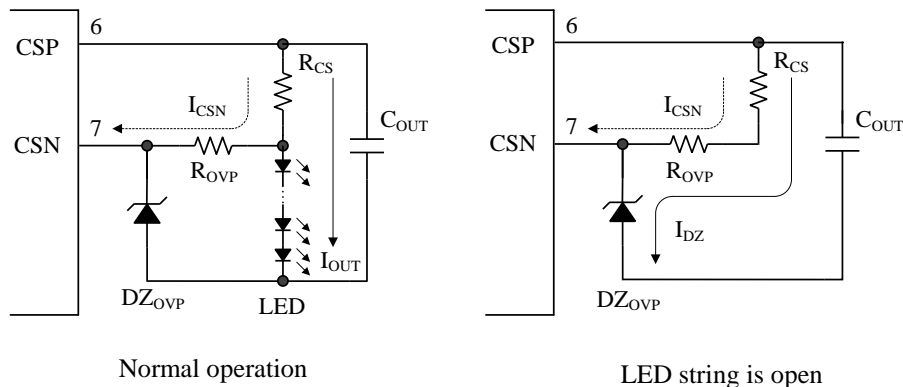 6
CSP
R_CS
I_CSN
C_OUT
7
CSN
R_OVP
I_OUT
DZ_OVP
LED
Normal operation
6
CSP
R_CS
I_CSN
C_OUT
7
CSN
R_OVP
I_DZ
DZ_OVP
LED string is open